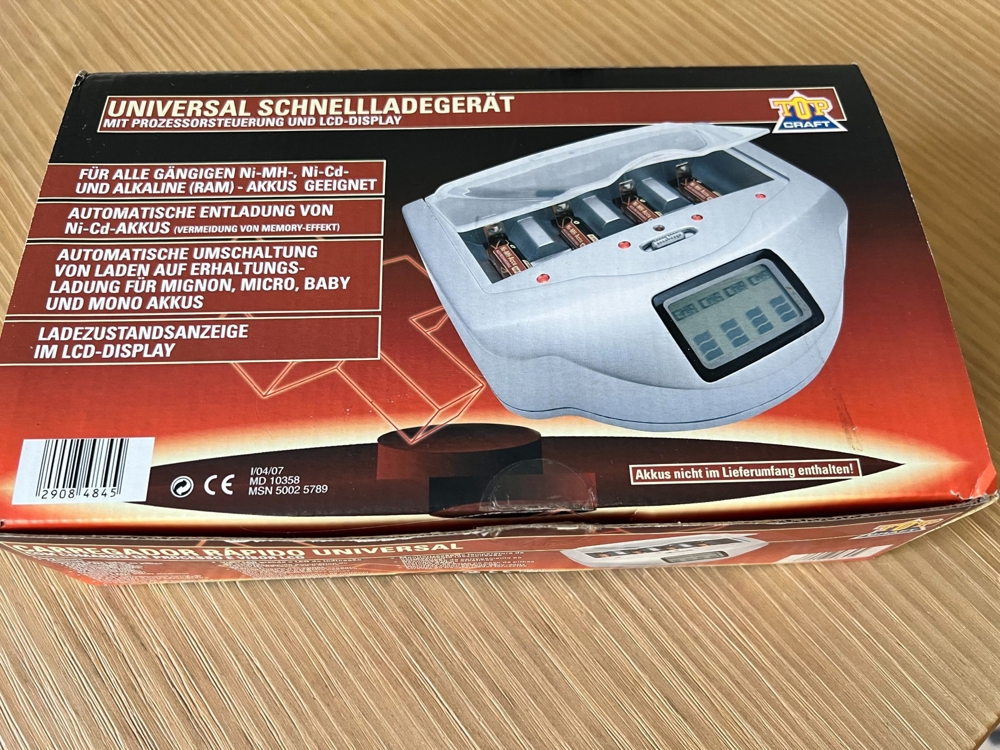 UNIVERSAL SCHNELLLADEGERÄT
MIT PROZESSORSTEUERUNG UND LCD-DISPLAY
TOP
CRAFT
FÜR ALLE GÄNGIGEN Ni-MH-, Ni-Cd-
UND ALKALINE (RAM) - AKKUS GEEIGNET
AUTOMATISCHE ENTLADUNG VON
Ni-Cd-AKKUS (VERMEIDUNG VON MEMORY-EFFEKT)
AUTOMATISCHE UMSCHALTUNG
VON LADEN AUF ERHALTUNGS-
LADUNG FÜR MIGNON, MICRO, BABY
UND MONO AKKUS
LADEZUSTANDSANZEIGE
IM LCD-DISPLAY
2908 4845
CE
I/04/07
MD 10358
MSN 5002 5789
Akkus nicht im Lieferumfang enthalten!
CARREGADOR RÁPIDO UNIVERSAL
TOP
CRAFT